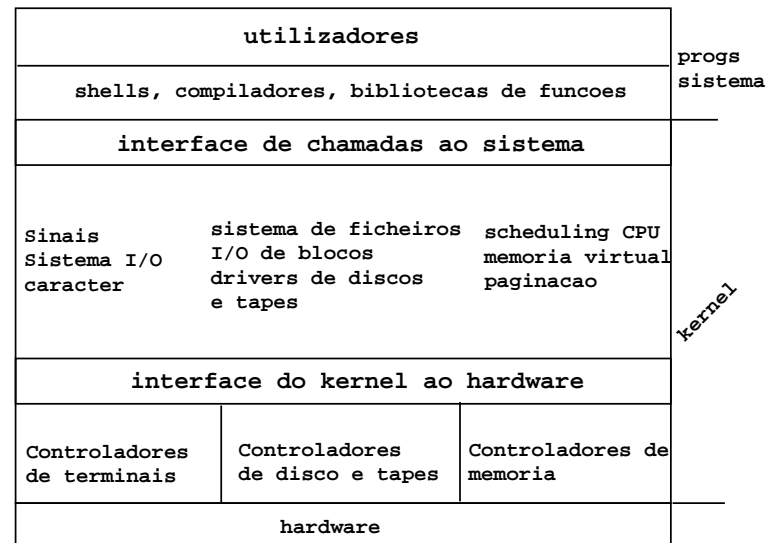 utilizadores
progs
sistema
shells, compiladores, bibliotecas de funcoes
interface de chamadas ao sistema
Sinais
Sistema I/O
caracter
sistema de ficheiros
I/O de blocos
drivers de discos
e tapes
scheduling CPU
memoria virtual
paginacao
kernel
interface do kernel ao hardware
Controladores
de terminais
Controladores
de disco e tapes
Controladores de
memoria
hardware